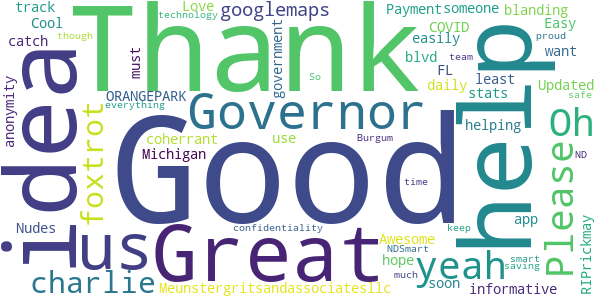 Thank
Good
Great
Governor
help
idea
us
Oh
yeah
Please
charlie
foxtrot
googlemaps
track
Cool
catch
anonymity
technology
though
Love
must
ORANGEPARK
everything
government
So
Payment
someone
COVID
easily
blvd
FL
daily
team
blanding
Easy
want
proud
least
stats
Updated
safe
helping
Michigan
coherrant
use
Burgum
time
ND
app
RIPrickmay
Nudes
confidentiality
Awesome
NDSmart
hope
much
soon
keep
smart
saving
informative
Meunstergritsandassociatesllc